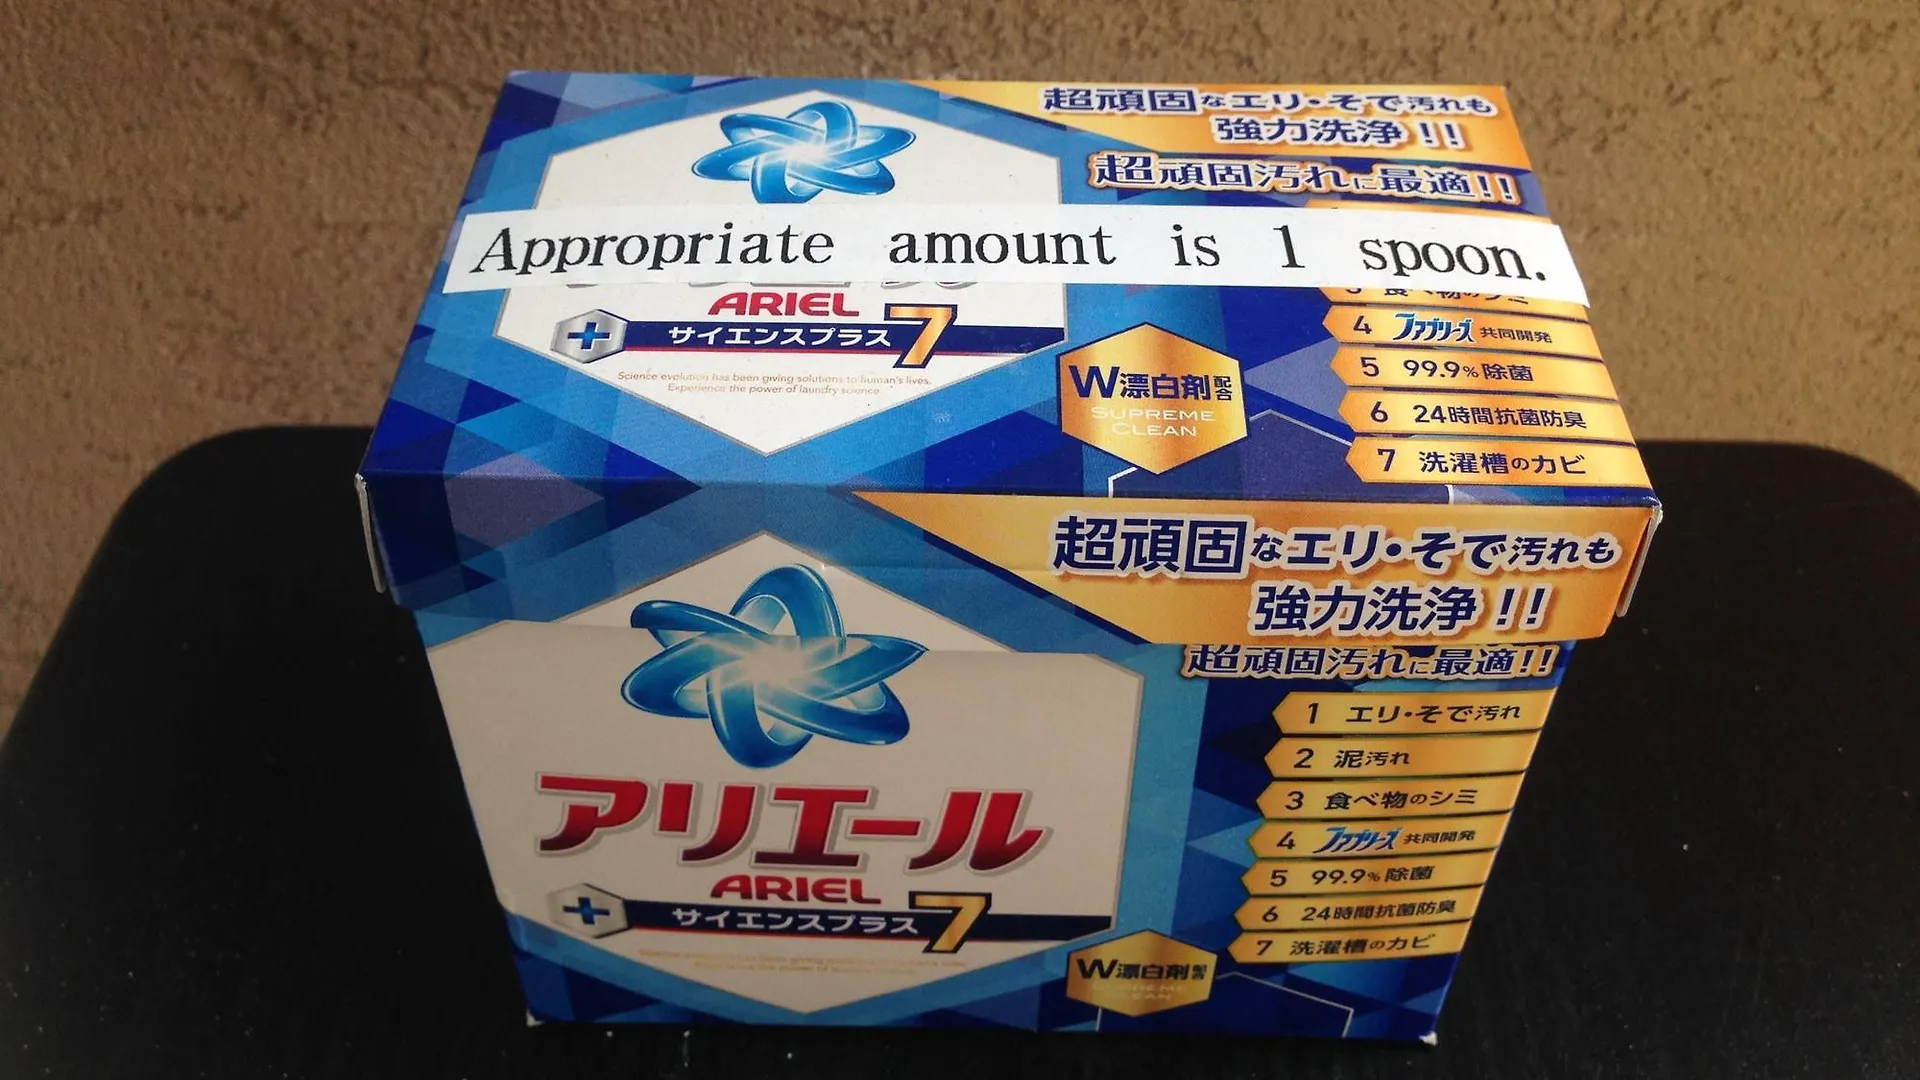 超頑固なエリ・そで汚れも
強力洗浄!!
超頑固汚れに最適!!
Appropriate amount is 1 spoon.
ARIEL
サイエンスプラス7
Science evolution has been giving solutions to human's lives.
Experience the power of laundry science.
W漂白剤配合
SUPREME
CLEAN
3 食べ物のシミ
4 ファブリーズ 共同開発
5 99.9%除菌
6 24時間抗菌防臭
7 洗濯槽のカビ
超頑固なエリ・そで汚れも
強力洗浄!!
超頑固汚れに最適!!
アリエール
ARIEL
サイエンスプラス7
1 エリ・そで汚れ
2 泥汚れ
3 食べ物のシミ
4 ファブリーズ 共同開発
5 99.9%除菌
6 24時間抗菌防臭
7 洗濯槽のカビ
W漂白剤配合
SUPREME
CLEAN